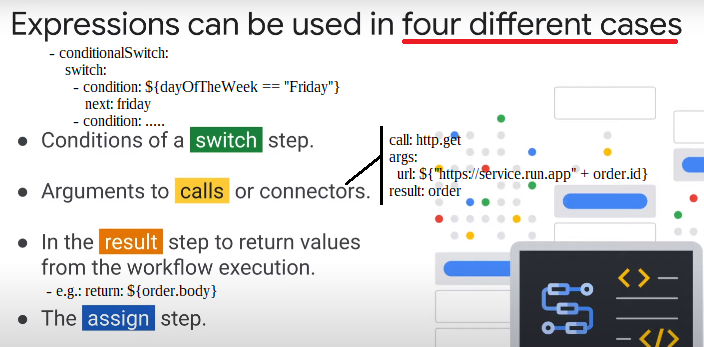 Expressions can be used in four different cases
- conditionalSwitch:
switch:
- condition: ${dayOfTheWeek == "Friday"}
next: friday
- condition: .....
• Conditions of a switch step.
call: http.get
args:
url: ${"https://service.run.app" + order.id}
result: order
• Arguments to calls or connectors.
• In the result step to return values
from the workflow execution.
- e.g.: return: ${order.body}
• The assign step.